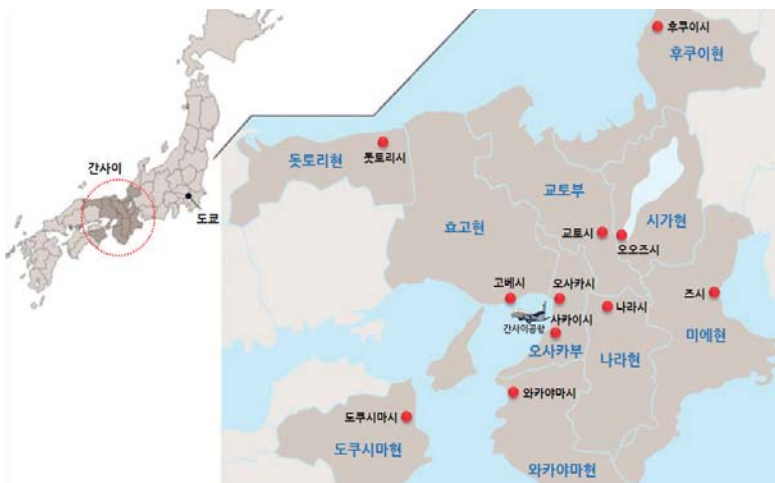 간사이
도쿄
후쿠이시
후쿠이현
돗토리현
톳토리시
교토부
시가현
효고현
교토시
오오즈시
고베시
오사카시
즈시
간사이공항
사카이시
나라시
미에현
오사카부
나라현
와카야마시
도쿠시마시
도쿠시마현
와카야마현